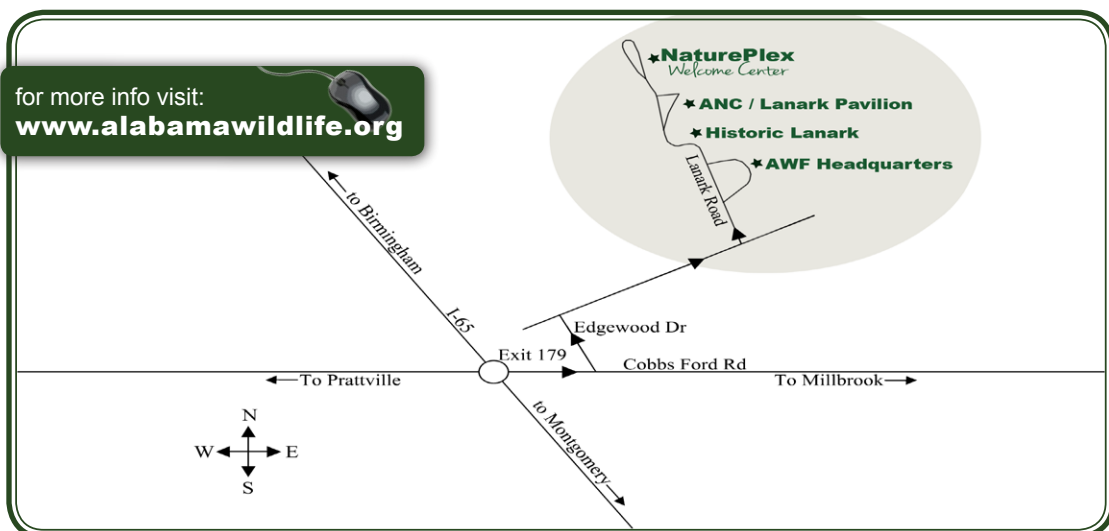 NaturePlex
Welcome Center
for more info visit:
www.alabamawildlife.org
ANC / Lanark Pavilion
Historic Lanark
AWF Headquarters
Lanark Road
to Birmingham
I-65
Edgewood Dr
Exit 179
Cobbs Ford Rd
To Prattville
To Millbrook
to Montgomery
N
W E
S